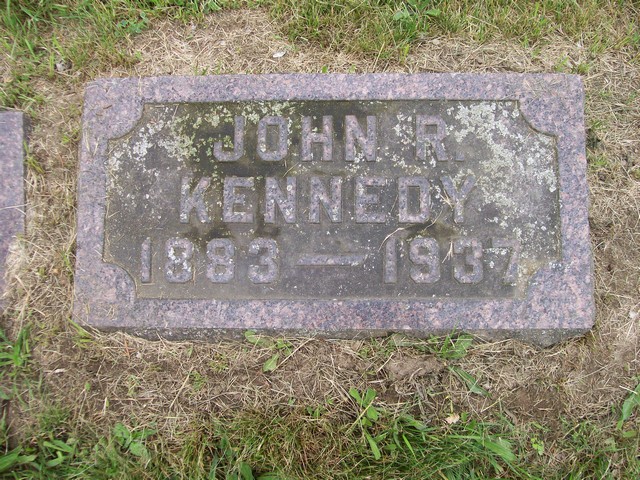 JOHN R.
KENNEDY
1883 — 1937